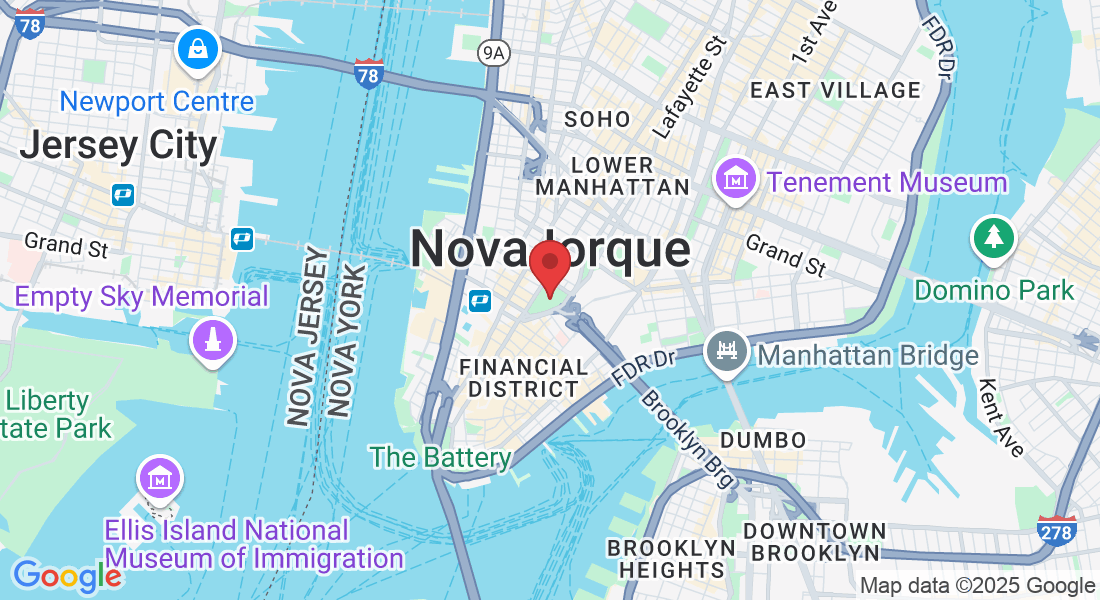 78
9A
1st Ave
FDR Dr
78
Newport Centre
Lafayette St
EAST VILLAGE
SOHO
Jersey City
LOWER
MANHATTAN
Tenement Museum
Grand St
Nova Jorque
Grand St
Empty Sky Memorial
Domino Park
NOVA JERSEY
NOVA YORK
Manhattan Bridge
FINANCIAL
DISTRICT
FDR Dr
Liberty
tate Park
Kent Ave
Brooklyn Brg
DUMBO
The Battery
Ellis Island National
Museum of Immigration
DOWNTOWN
BROOKLYN
278
BROOKLYN
HEIGHTS
Google
Map data ©2025 Google